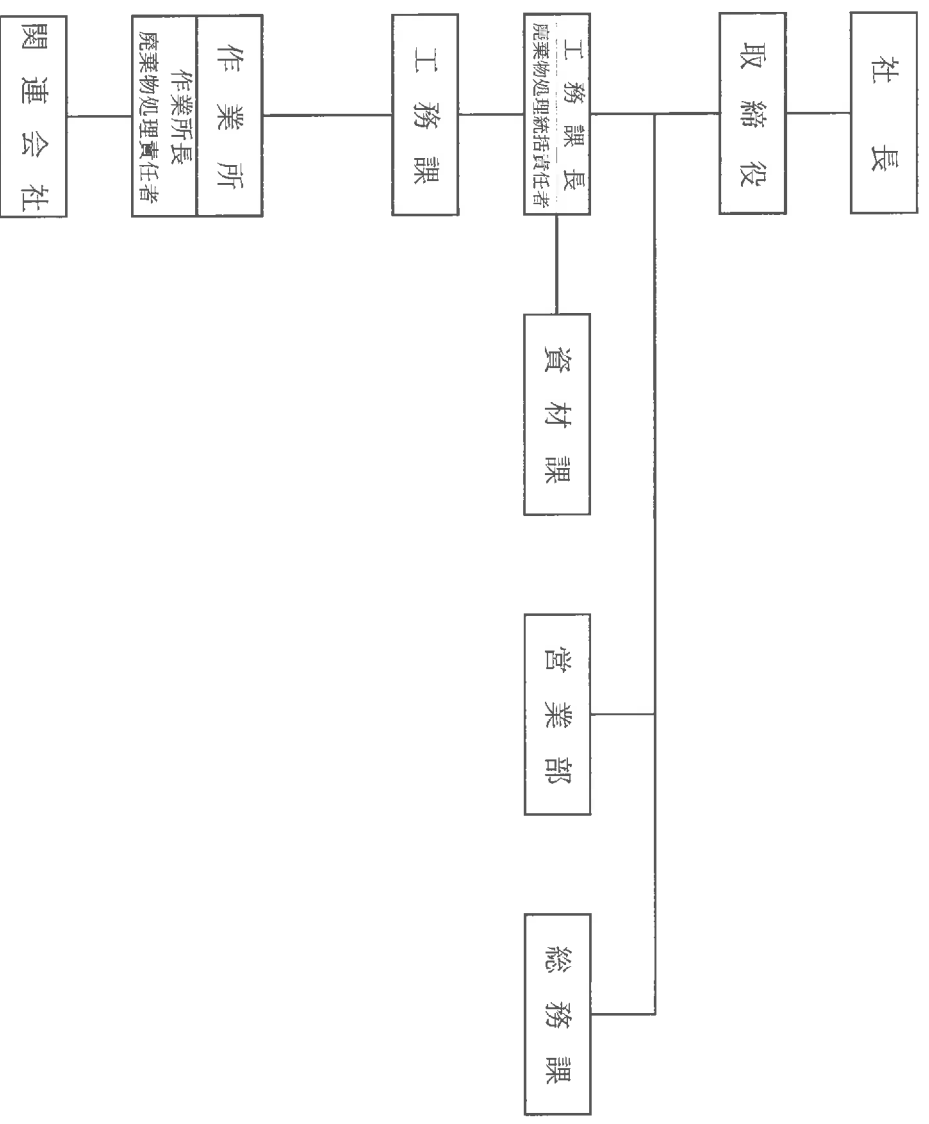 社長
取締役
工務課長
廃棄物処理統括責任者
資材課
営業部
総務課
工務課
作業所
作業所長
廃棄物処理責任者
関連会社